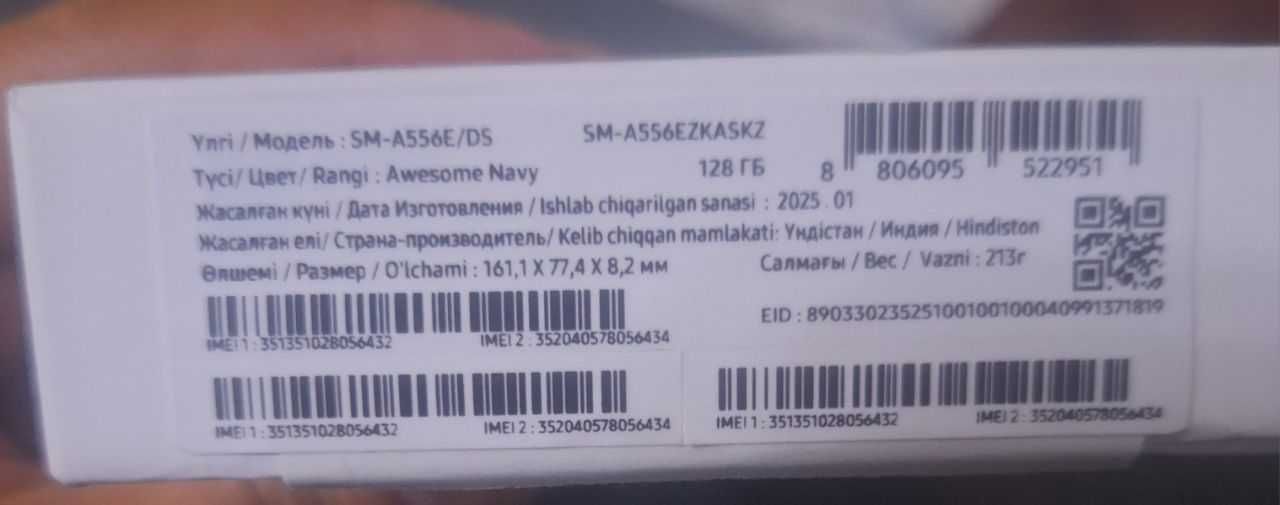 Үлгі / Модель : SM-A556E/DS SM-A556EZKASKZ
Түсі/ Цвет/ Rangi : Awesome Navy 128 ГБ
8 806095 522951
Жасалған күні / Дата Изготовления / Ishlab chiqarilgan sanasi : 2025 . 01
Жасалған елі/ Страна-производитель/ Kelib chiqqan mamlakati: Үндістан / Индия / Hindiston
Өлшемі / Размер / O'lchami : 161,1 X 77,4 X 8,2 мм Салмағы / Вес / Vazni : 213г
EID : 89033023525100100100040991371819
IMEI 1 : 351351028056432 IMEI 2 : 352040578056434
IMEI 1 : 351351028056432 IMEI 2 : 352040578056434
IMEI 1 : 351351028056432 IMEI 2 : 352040578056434